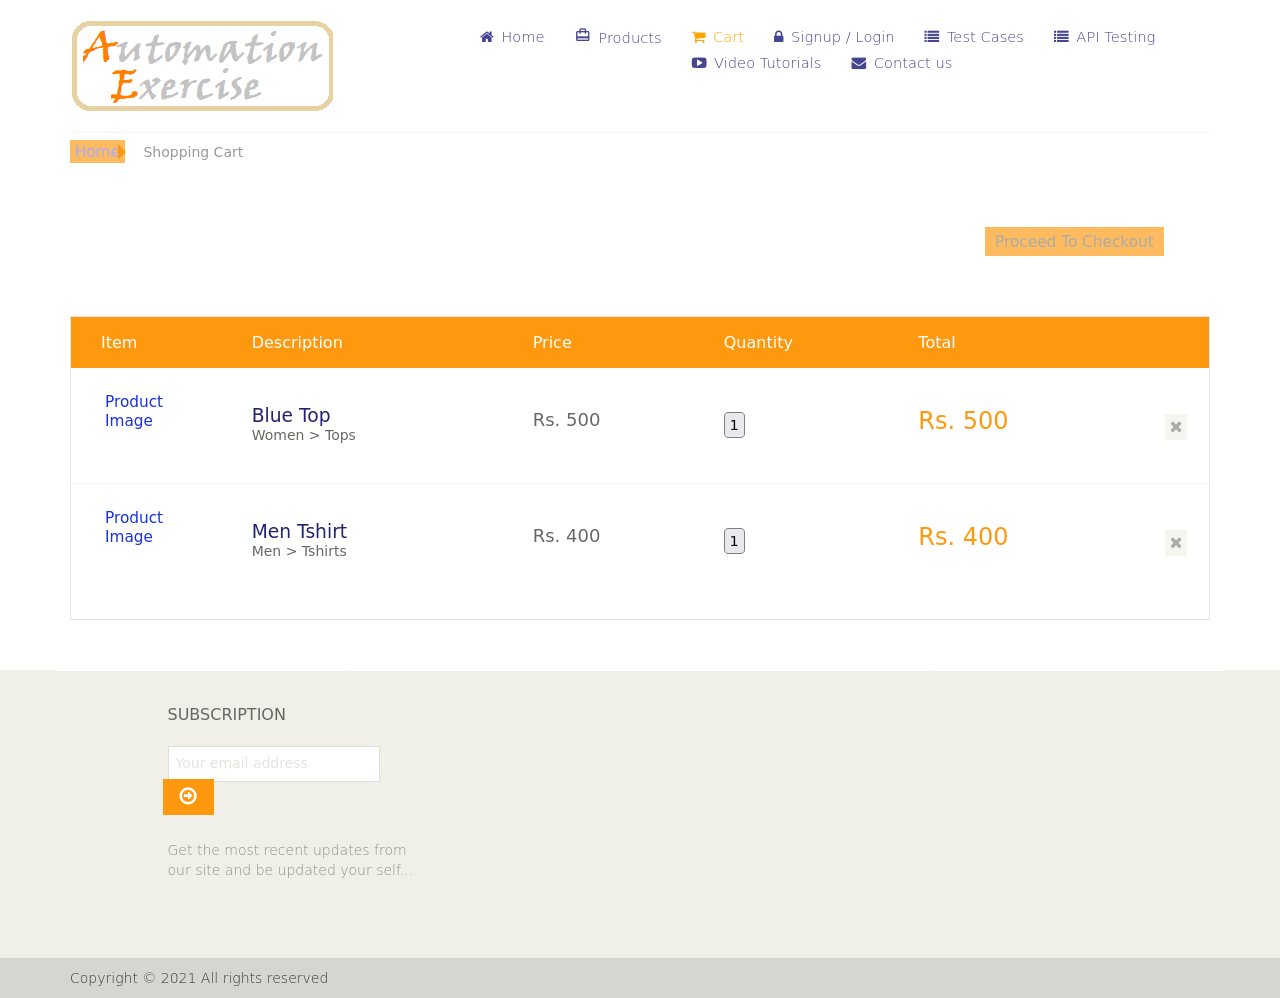 Automation
Exercise
Home
Products
Cart
Signup / Login
Test Cases
API Testing
Video Tutorials
Contact us
Home
Shopping Cart
Proceed To Checkout
Item Description Price Quantity Total
Product
Image
Blue Top
Women > Tops
Rs. 500
1
Rs. 500
Product
Image
Men Tshirt
Men > Tshirts
Rs. 400
1
Rs. 400
SUBSCRIPTION
Your email address
Get the most recent updates from
our site and be updated your self...
Copyright © 2021 All rights reserved